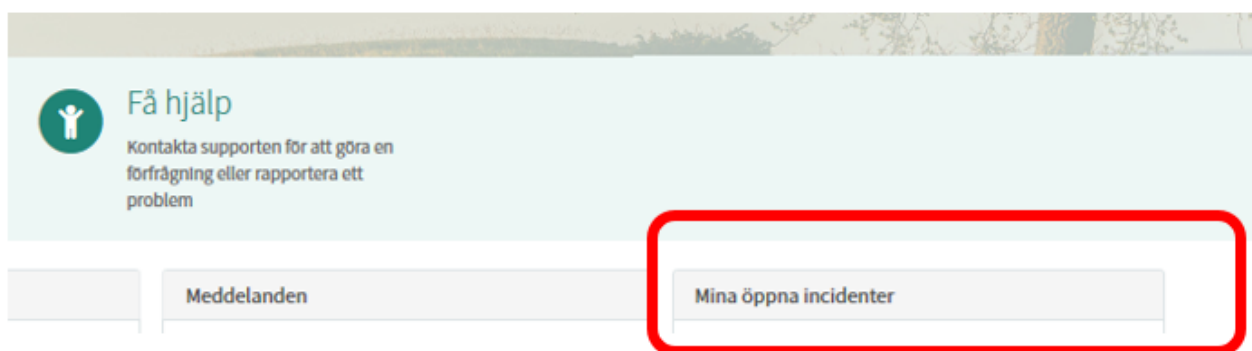 Få hjälp
Kontakta supporten för att göra en
förfrågning eller rapportera ett
problem
Meddelanden
Mina öppna incidenter